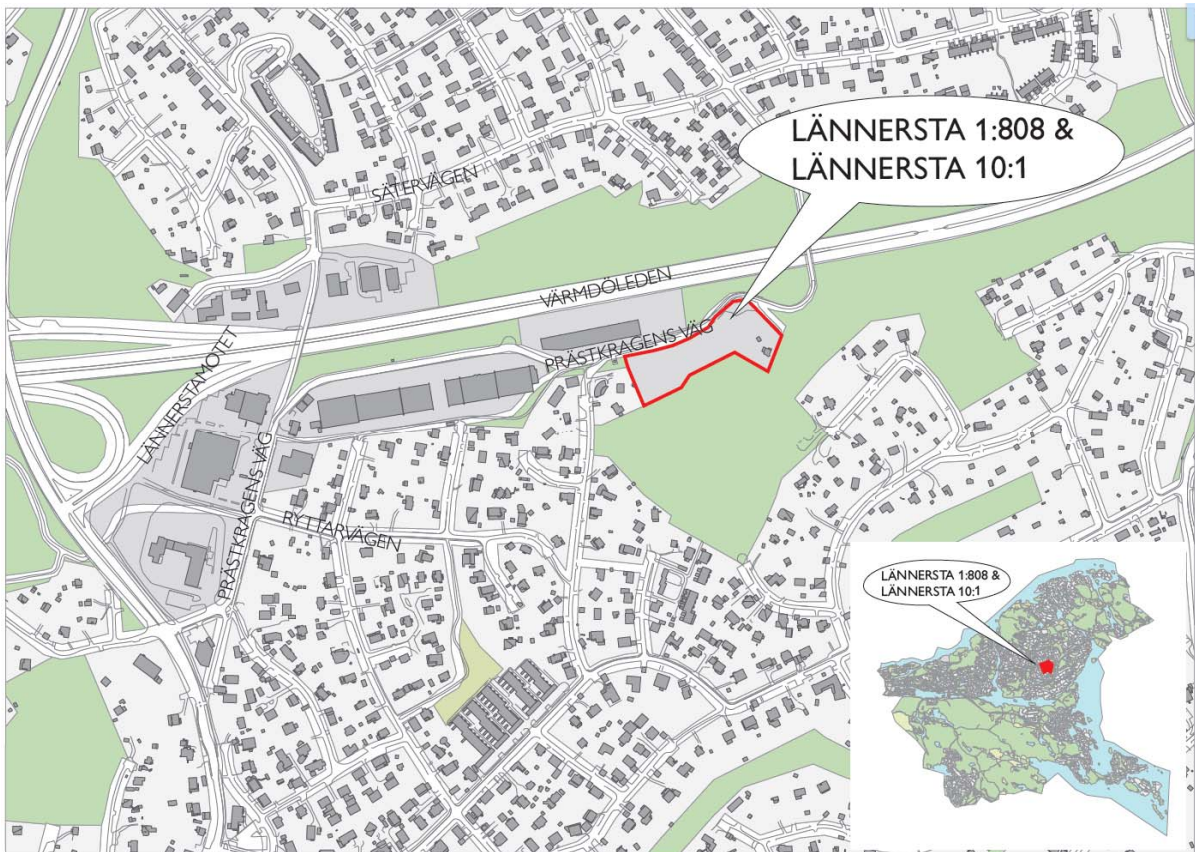 LÄNNERSTA 1:808 &
LÄNNERSTA 10:1
SÄTERVÄGEN
VÄRMDÖLEDEN
PRÄSTKRAGENS VÄG
LÄNNERSTAMOTET
PRÄSTKRAGENS VÄG
RYTTARVÄGEN
LÄNNERSTA 1:808 &
LÄNNERSTA 10:1